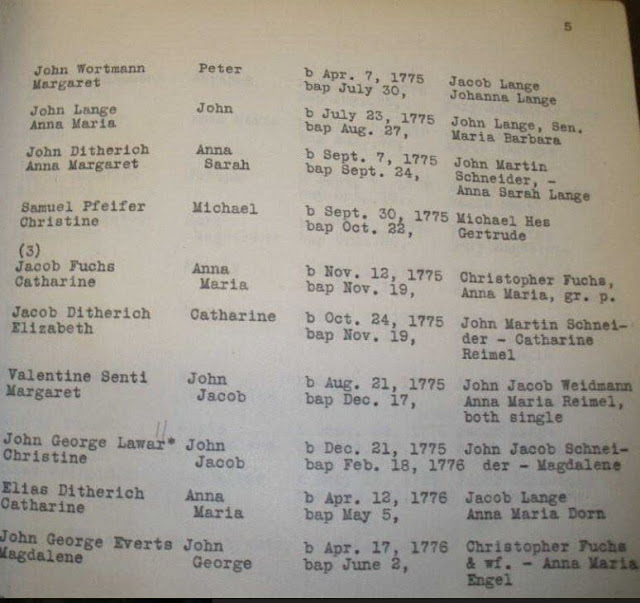 5
John Wortmann Peter b Apr. 7, 1775 Jacob Lange
Margaret bap July 30, Johanna Lange
John Lange John b July 23, 1775 John Lange, Sen.
Anna Maria bap Aug. 27, Maria Barbara
John Ditherich Anna b Sept. 7, 1775 John Martin
Anna Margaret Sarah bap Sept. 24, Schneider, -
Anna Sarah Lange
Samuel Pfeifer Michael b Sept. 30, 1775 Michael Hes
Christine bap Oct. 22, Gertrude
(3)
Jacob Fuchs Anna b Nov. 12, 1775 Christopher Fuchs,
Catharine Maria bap Nov. 19, Anna Maria, gr. p.
Jacob Ditherich Catharine b Oct. 24, 1775 John Martin Schnei-
Elizabeth bap Nov. 19, der - Catharine
Reimel
Valentine Senti John b Aug. 21, 1775 John Jacob Weidmann
Margaret Jacob bap Dec. 17, Anna Maria Reimel,
both single
John George Lawar* John b Dec. 21, 1775 John Jacob Schnei-
Christine Jacob bap Feb. 18, 1776 der - Magdalene
Elias Ditherich Anna b Apr. 12, 1776 Jacob Lange
Catharine Maria bap May 5, Anna Maria Dorn
John George Everts John b Apr. 17, 1776 Christopher Fuchs
Magdalene George bap June 2, & wf. - Anna Maria
Engel